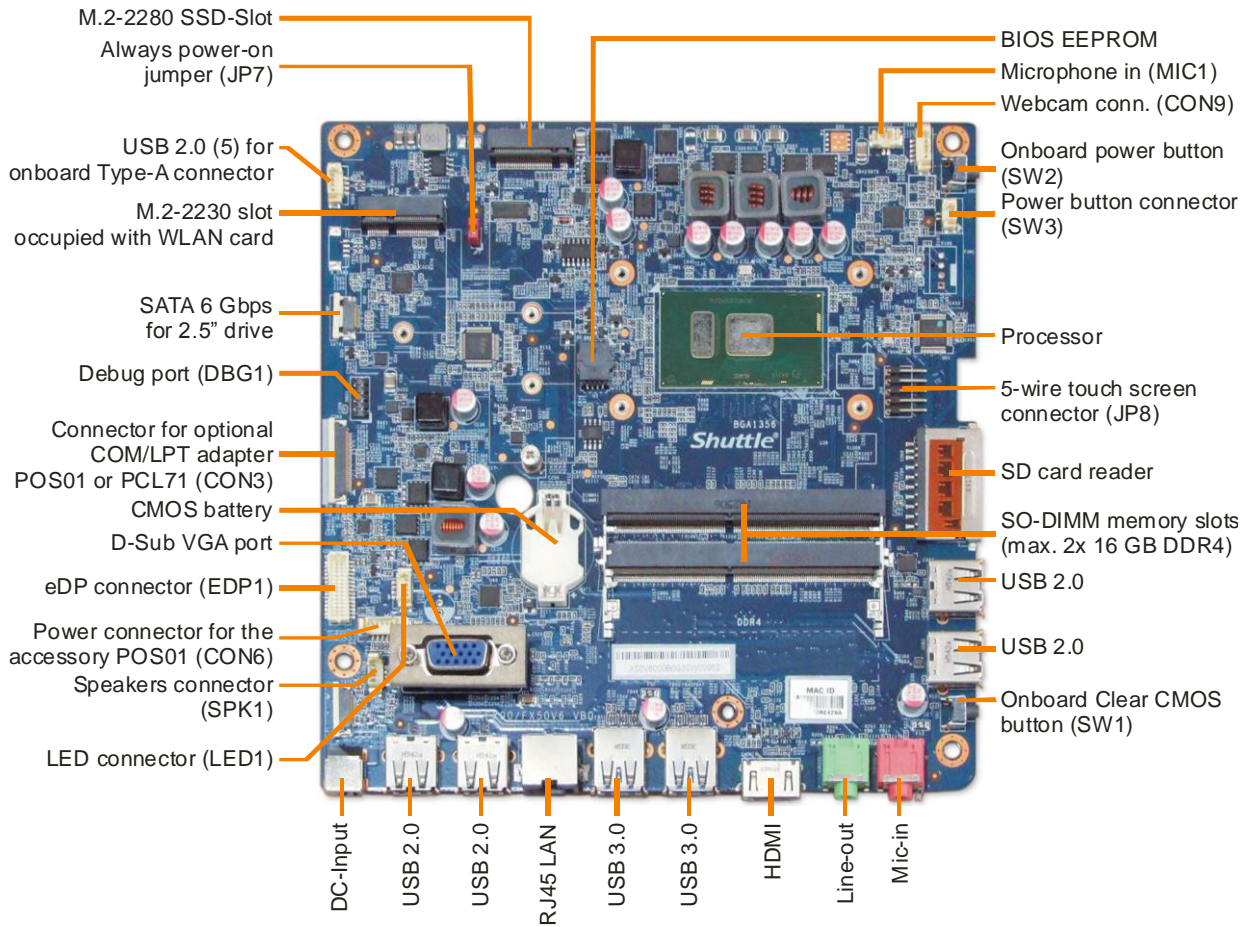 M.2-2280 SSD-Slot
Always power-on
jumper (JP7)
USB 2.0 (5) for
onboard Type-A connector
M.2-2230 slot
occupied with WLAN card
SATA 6 Gbps
for 2.5” drive
Debug port (DBG1)
Connector for optional
COM/LPT adapter
POS01 or PCL71 (CON3)
CMOS battery
D-Sub VGA port
eDP connector (EDP1)
Power connector for the
accessory POS01 (CON6)
Speakers connector
(SPK1)
LED connector (LED1)
BIOS EEPROM
Microphone in (MIC1)
Webcam conn. (CON9)
Onboard power button
(SW2)
Power button connector
(SW3)
Processor
5-wire touch screen
connector (JP8)
SD card reader
SO-DIMM memory slots
(max. 2x 16 GB DDR4)
USB 2.0
USB 2.0
Onboard Clear CMOS
button (SW1)
BGA1356
Shuttle
DDR4
MAC ID
DC-Input
USB 2.0
USB 2.0
RJ45 LAN
USB 3.0
USB 3.0
HDMI
Line-out
Mic-in